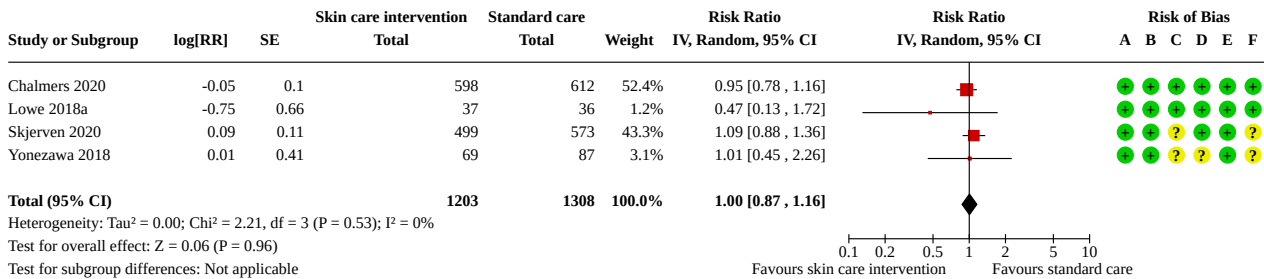 Skin care intervention Standard care Risk Ratio Risk Ratio Risk of Bias
Study or Subgroup log[RR] SE Total Total Weight IV, Random, 95% CI IV, Random, 95% CI A B C D E F
Chalmers 2020 -0.05 0.1 598 612 52.4% 0.95 [0.78 , 1.16] + + + + + +
Lowe 2018a -0.75 0.66 37 36 1.2% 0.47 [0.13 , 1.72] + + + + + +
Skjerven 2020 0.09 0.11 499 573 43.3% 1.09 [0.88 , 1.36] + + ? + + ?
Yonezawa 2018 0.01 0.41 69 87 3.1% 1.01 [0.45 , 2.26] + + ? ? + ?
Total (95% CI) 1203 1308 100.0% 1.00 [0.87 , 1.16]
Heterogeneity: Tau² = 0.00; Chi² = 2.21, df = 3 (P = 0.53); I² = 0%
Test for overall effect: Z = 0.06 (P = 0.96) 0.1 0.2 0.5 1 2 5 10
Test for subgroup differences: Not applicable Favours skin care intervention Favours standard care